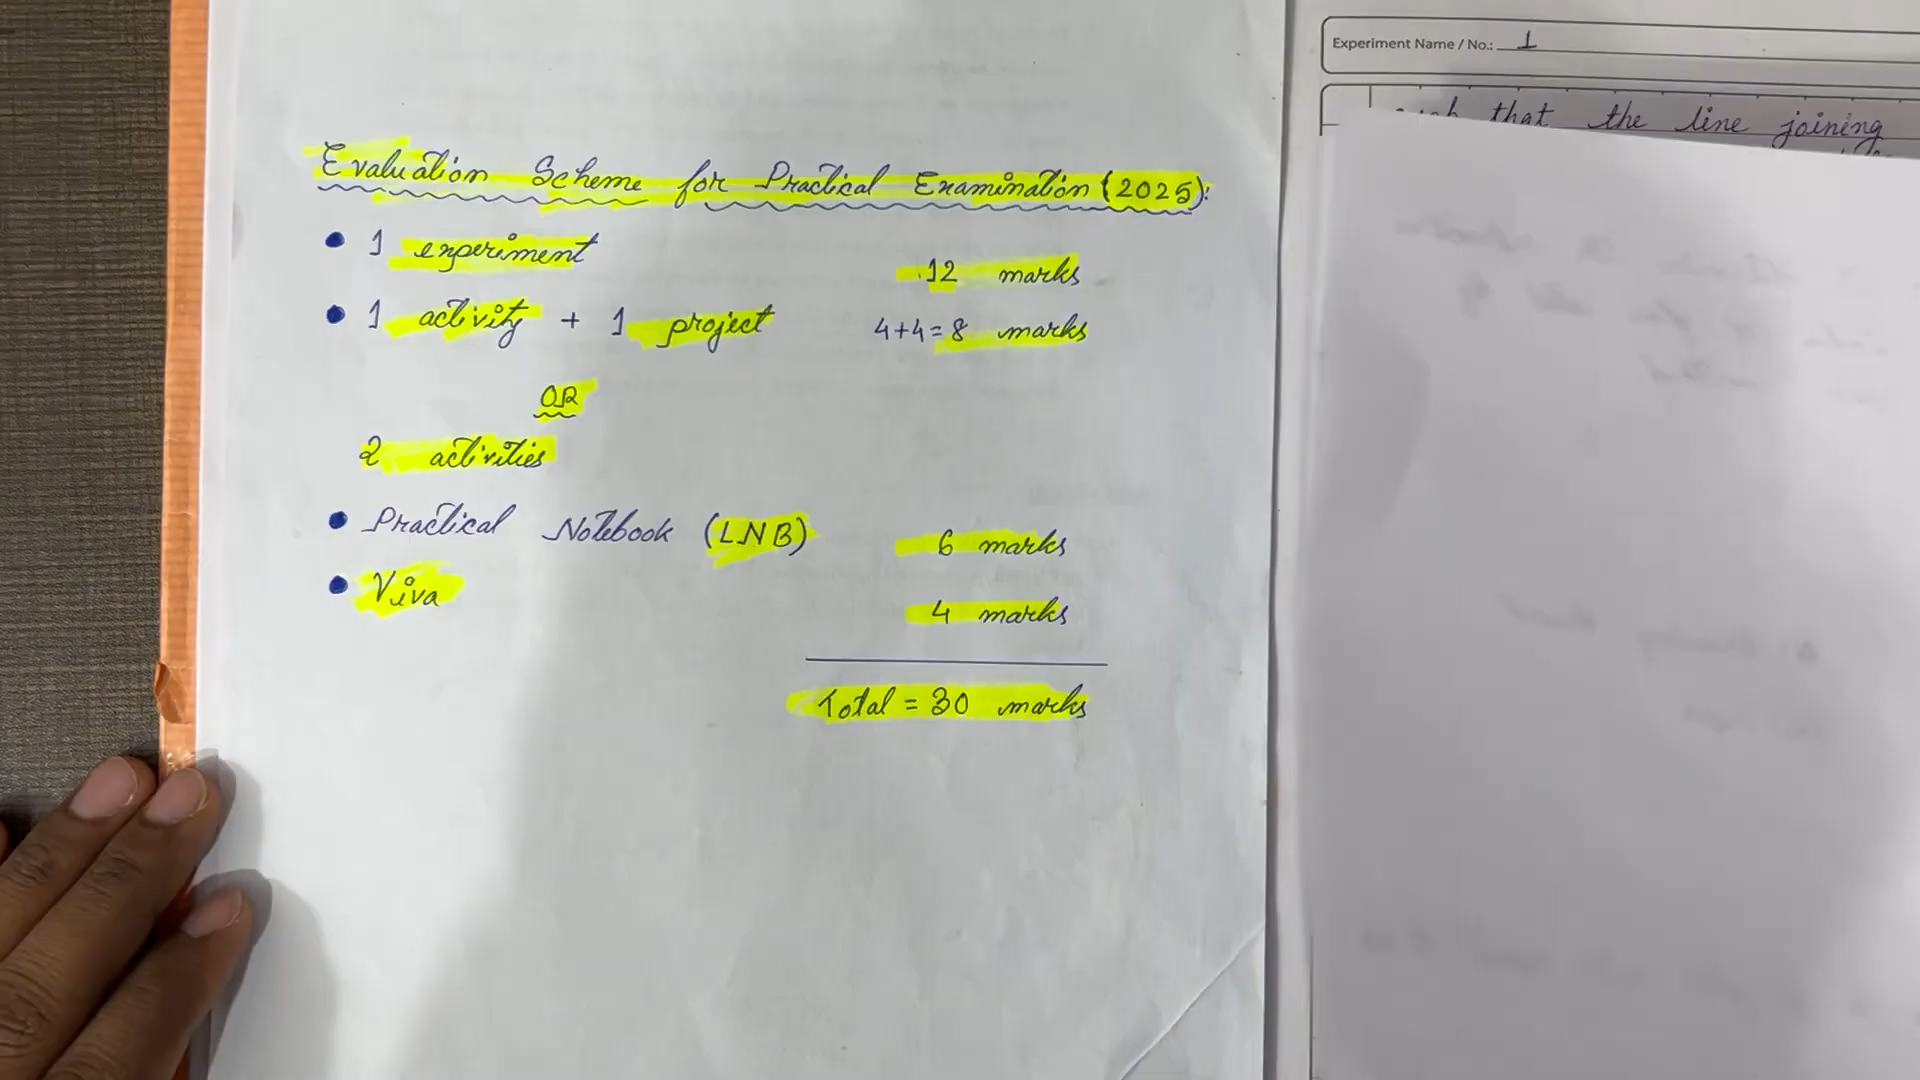 Evaluation Scheme for Practical Examination (2025):
• 1 experiment 12 marks
• 1 activity + 1 project 4+4=8 marks
OR
2 activities
• Practical Notebook (LNB) 6 marks
• Viva 4 marks
Total = 30 marks
Experiment Name / No.: 1
that the line joining